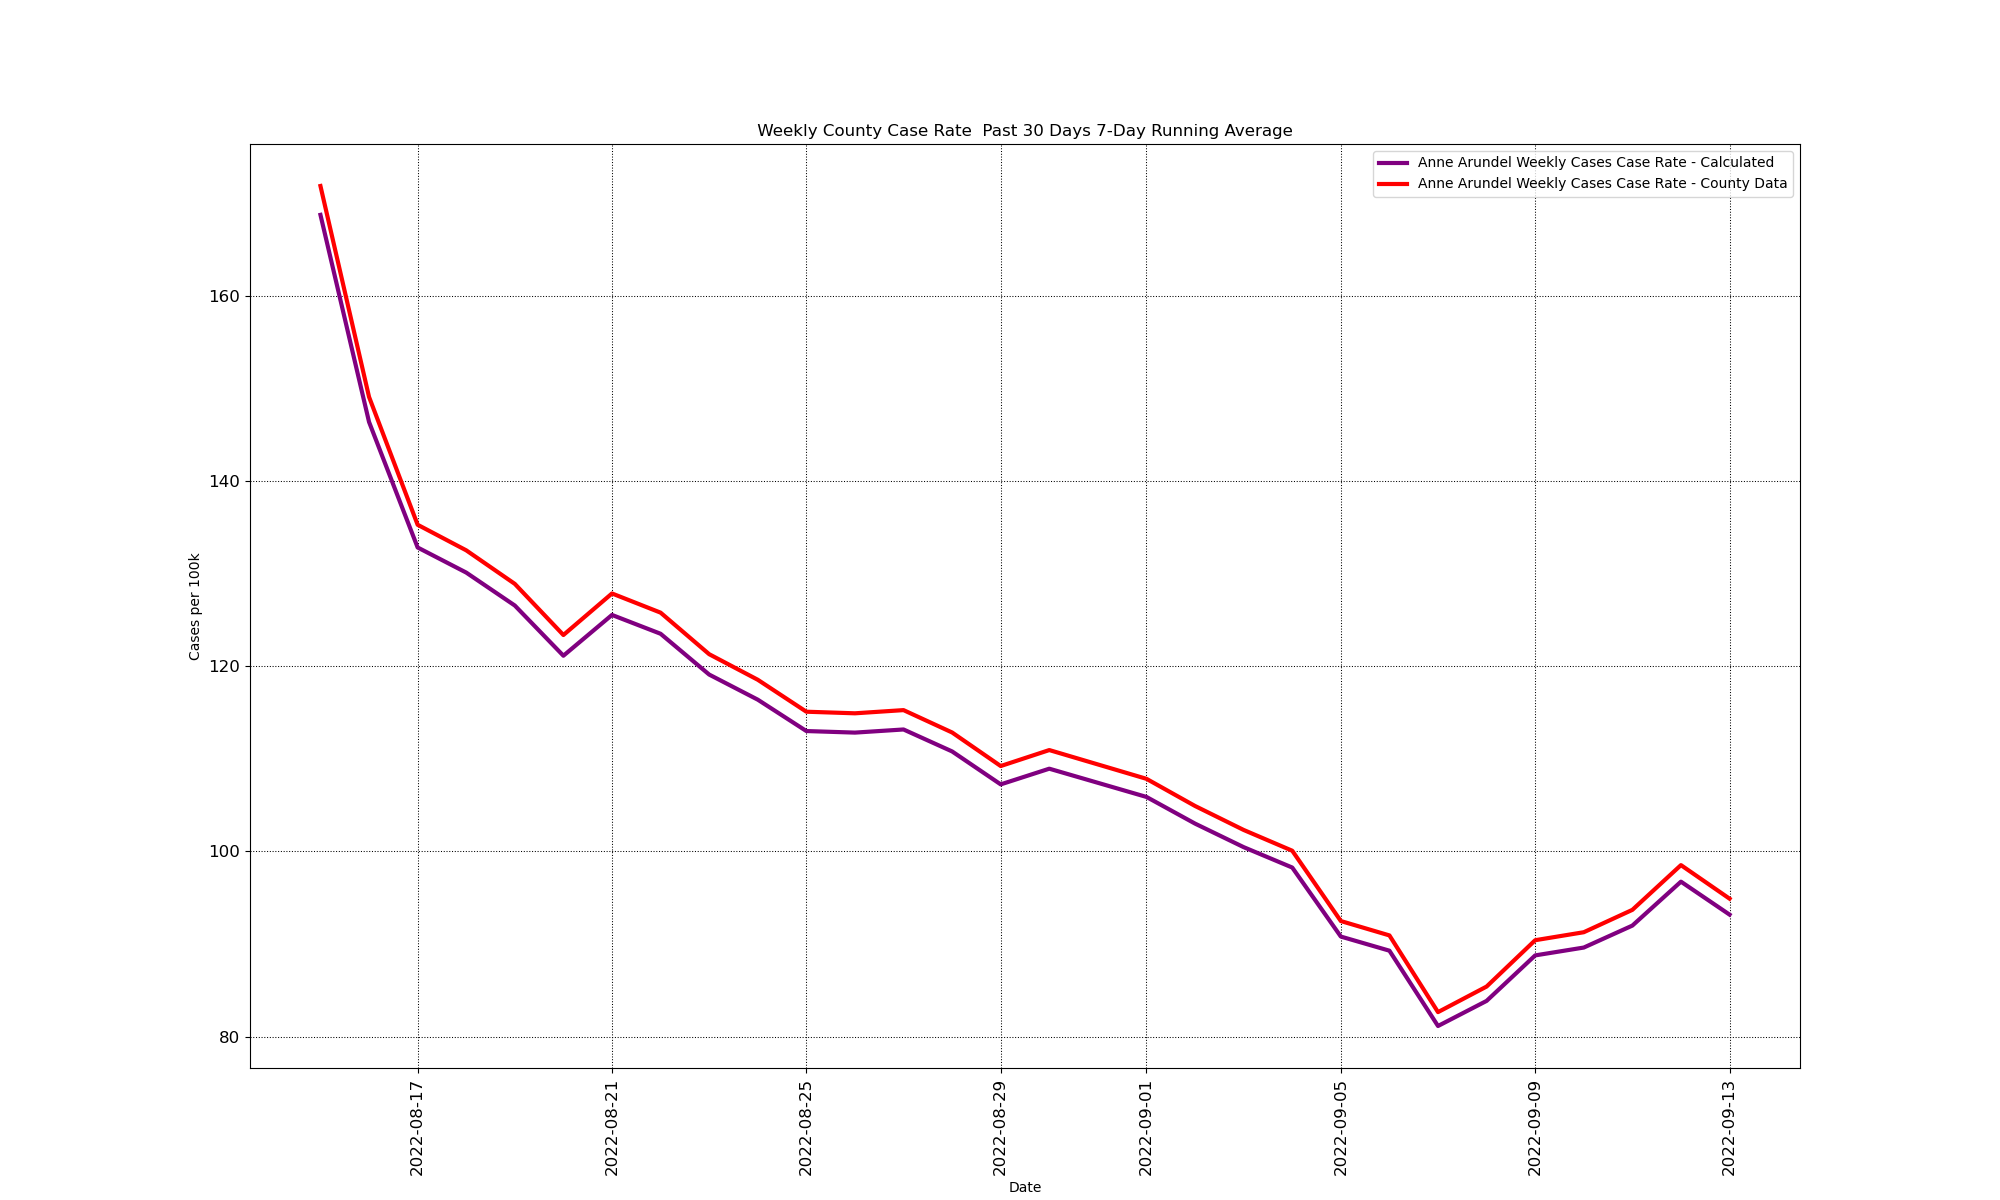 Weekly County Case Rate  Past 30 Days 7-Day Running Average
Anne Arundel Weekly Cases Case Rate - Calculated
Anne Arundel Weekly Cases Case Rate - County Data
Cases per 100k
160
140
120
100
80
2022-08-17
2022-08-21
2022-08-25
2022-08-29
2022-09-01
2022-09-05
2022-09-09
2022-09-13
Date